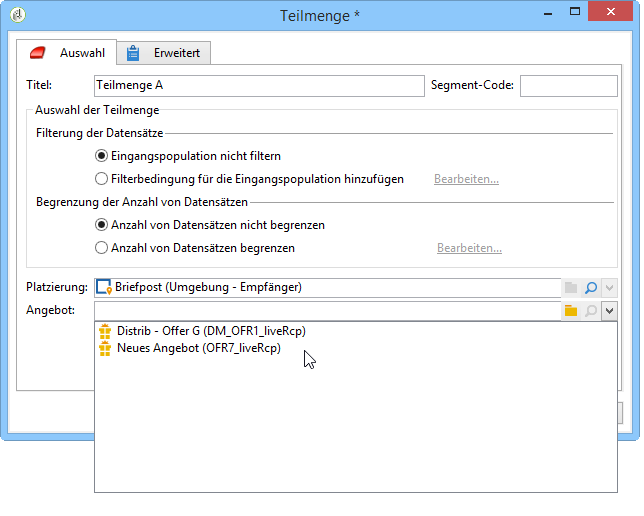 Teilmenge *
Auswahl
Erweitert
Titel: Teilmenge A Segment-Code:
Auswahl der Teilmenge
Filterung der Datensätze
Eingangspopulation nicht filtern
Filterbedingung für die Eingangspopulation hinzufügen Bearbeiten...
Begrenzung der Anzahl von Datensätzen
Anzahl von Datensätzen nicht begrenzen
Anzahl von Datensätzen begrenzen Bearbeiten...
Platzierung: Briefpost (Umgebung - Empfänger)
Angebot:
Distrib - Offer G (DM_OFR1_liveRcp)
Neues Angebot (OFR7_liveRcp)